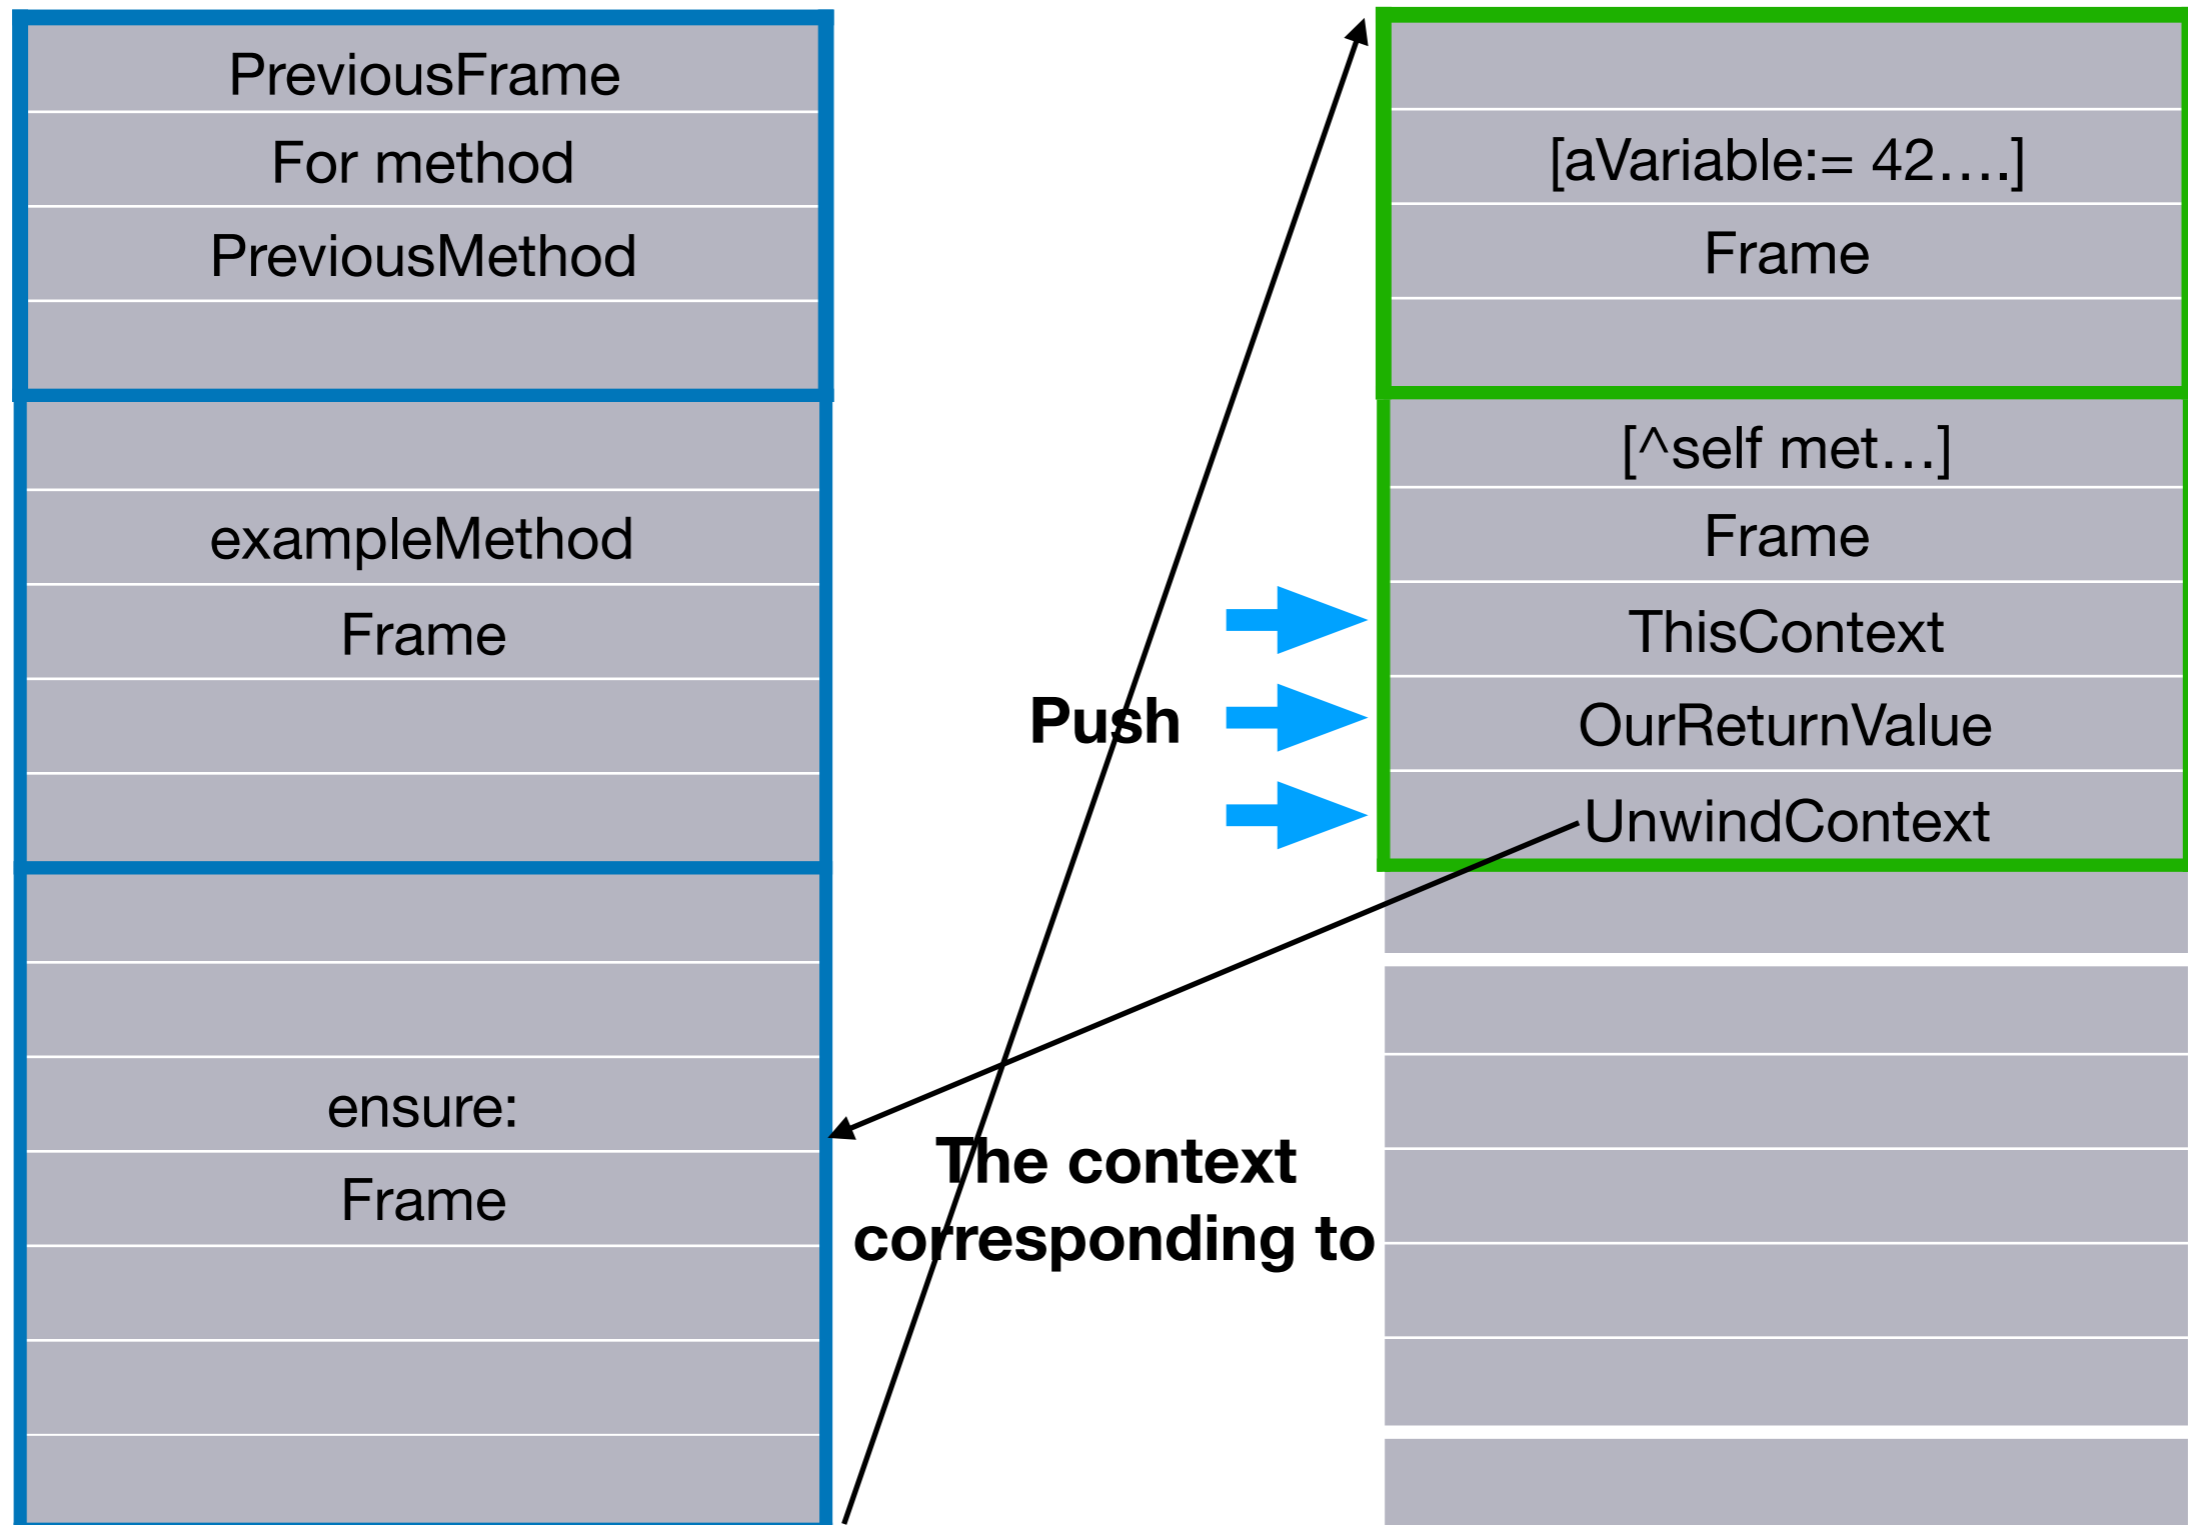 PreviousFrame
For method
PreviousMethod
exampleMethod
Frame
ensure:
Frame
Push
The context
corresponding to
[aVariable:= 42….]
Frame
[^self met…]
Frame
ThisContext
OurReturnValue
UnwindContext